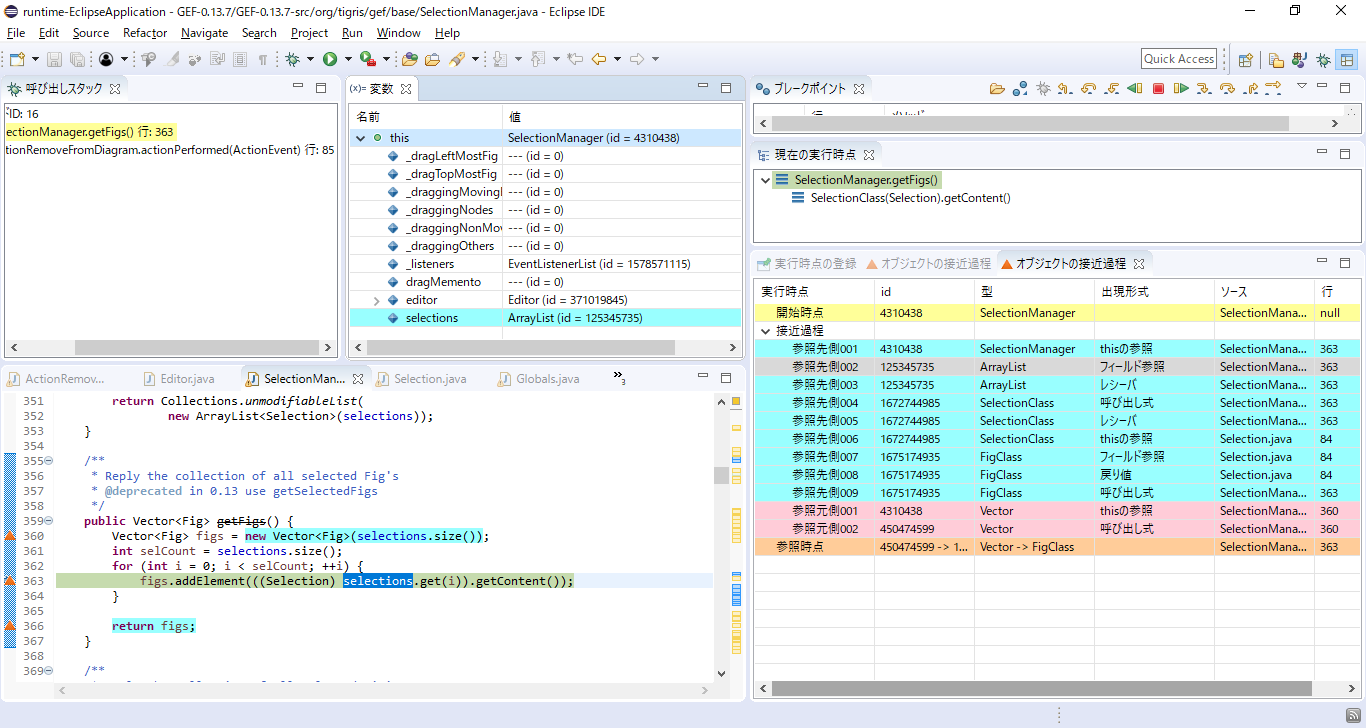 runtime-EclipseApplication - GEF-0.13.7/GEF-0.13.7-src/org/tigris/gef/base/SelectionManager.java - Eclipse IDE
File Edit Source Refactor Navigate Search Project Run Window Help
Quick Access
呼び出しスタック
ID: 16
ectionManager.getFigs() 行: 363
tionRemoveFromDiagram.actionPerformed(ActionEvent) 行: 85
(x)= 変数
名前 値
this SelectionManager (id = 4310438)
_dragLeftMostFig --- (id = 0)
_dragTopMostFig --- (id = 0)
_draggingMovingl --- (id = 0)
_draggingNodes --- (id = 0)
_draggingNonMov --- (id = 0)
_draggingOthers --- (id = 0)
_listeners EventListenerList (id = 1578571115)
dragMemento --- (id = 0)
editor Editor (id = 371019845)
selections ArrayList (id = 125345735)
ブレークポイント
現在の実行時点
SelectionManager.getFigs()
SelectionClass(Selection).getContent()
ActionRemov... Editor.java SelectionMan... Selection.java Globals.java »3
351 return Collections.unmodifiableList(
352 new ArrayList<Selection>(selections));
353 }
354
355 /**
356 * Reply the collection of all selected Fig's
357 * @deprecated in 0.13 use getSelectedFigs
358 */
359 public Vector<Fig> getFigs() {
360 Vector<Fig> figs = new Vector<Fig>(selections.size());
361 int selCount = selections.size();
362 for (int i = 0; i < selCount; ++i) {
363 figs.addElement(((Selection) selections.get(i)).getContent());
364 }
365
366 return figs;
367 }
368
369 /**
実行時点の登録 オブジェクトの接近過程 オブジェクトの接近過程
実行時点 id 型 出現形式 ソース 行
開始時点 4310438 SelectionManager SelectionMana... null
接近過程
参照先側001 4310438 SelectionManager thisの参照 SelectionMana... 363
参照先側002 125345735 ArrayList フィールド参照 SelectionMana... 363
参照先側003 125345735 ArrayList レシーバ SelectionMana... 363
参照先側004 1672744985 SelectionClass 呼び出し式 SelectionMana... 363
参照先側005 1672744985 SelectionClass レシーバ SelectionMana... 363
参照先側006 1672744985 SelectionClass thisの参照 Selection.java 84
参照先側007 1675174935 FigClass フィールド参照 Selection.java 84
参照先側008 1675174935 FigClass 戻り値 Selection.java 84
参照先側009 1675174935 FigClass 呼び出し式 SelectionMana... 363
参照元側001 4310438 Vector thisの参照 SelectionMana... 360
参照元側002 450474599 Vector 呼び出し式 SelectionMana... 360
参照時点 450474599 -> 1... Vector -> FigClass SelectionMana... 363